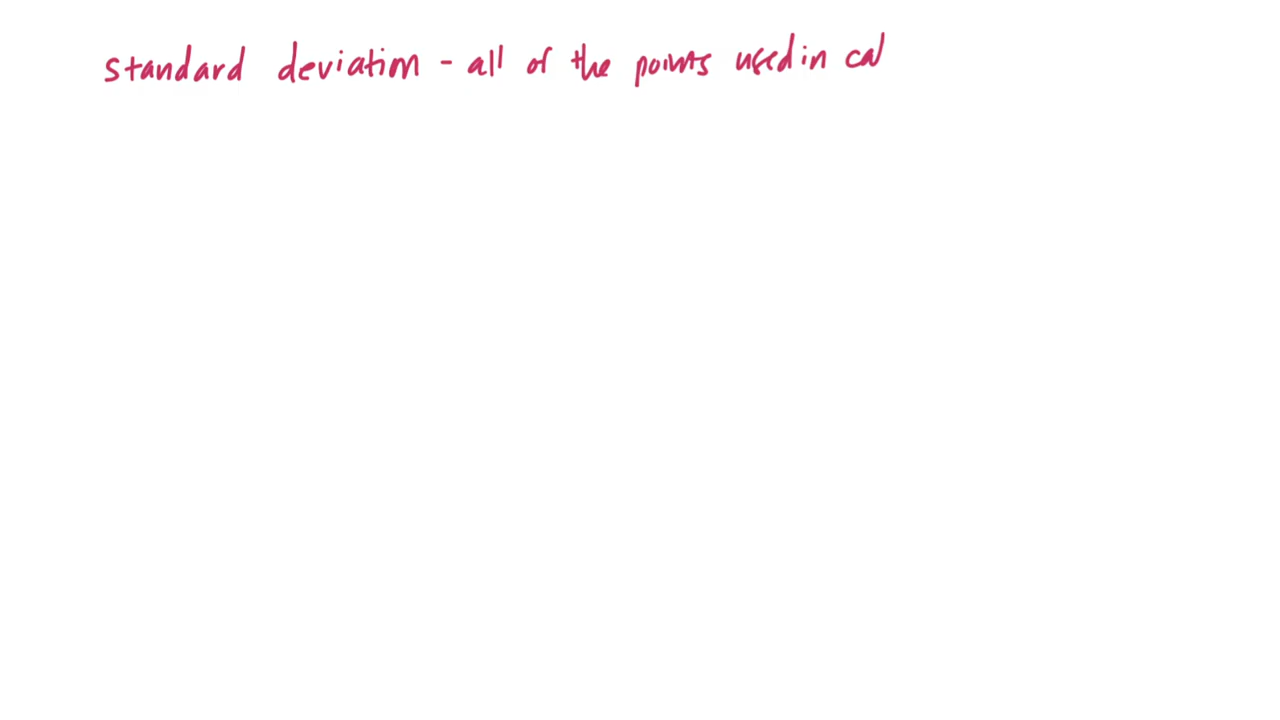 standard deviation - all of the points used in cal